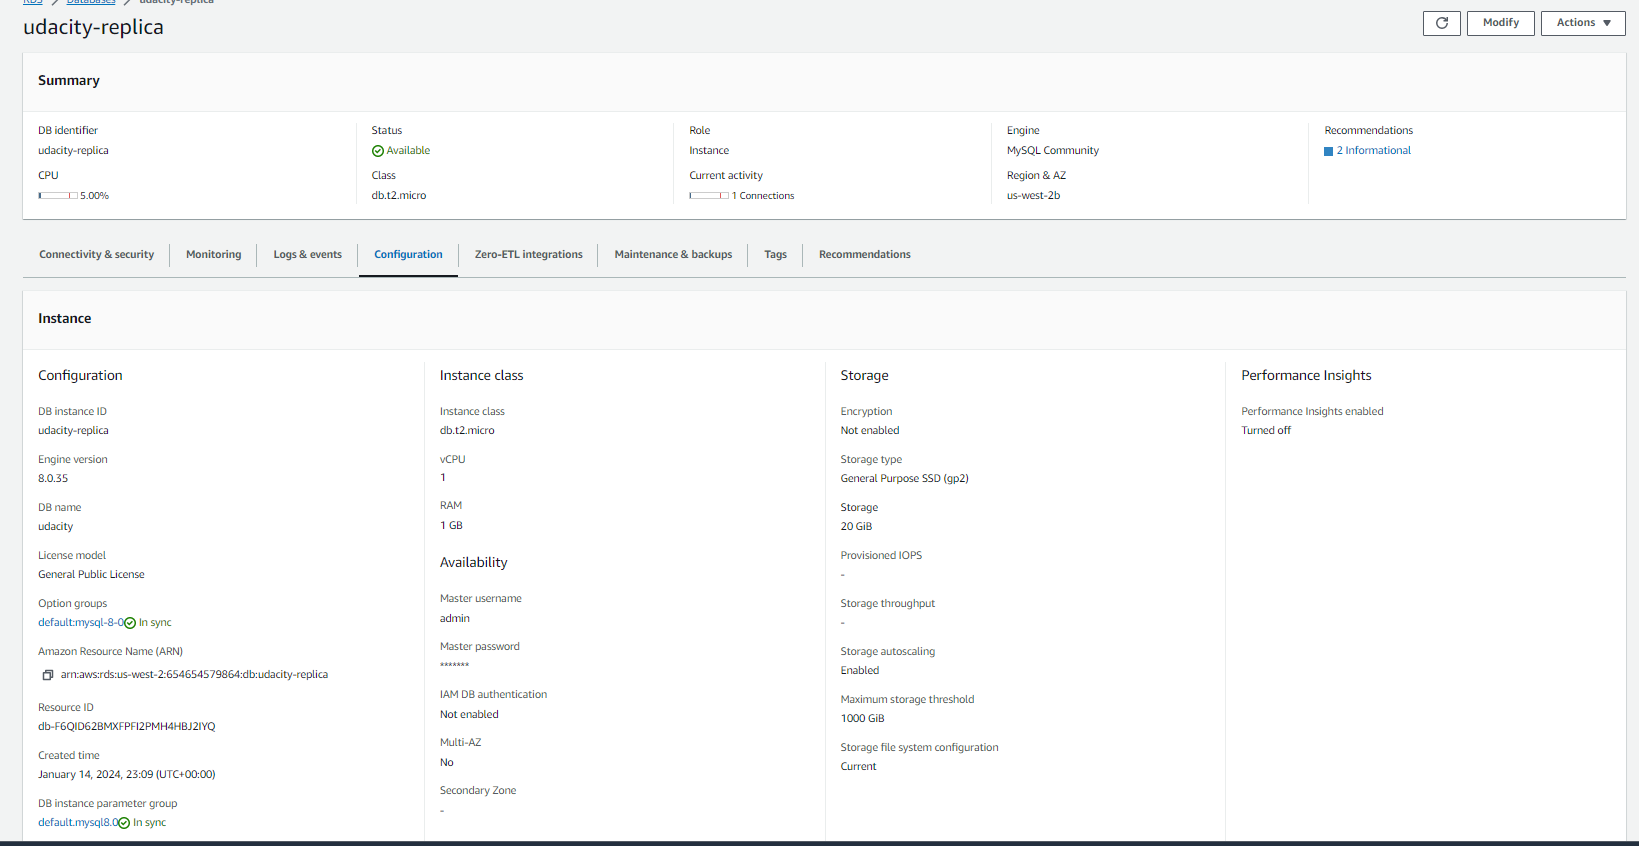 RDS > Databases > udacity-replica
udacity-replica
Modify
Actions
Summary
DB identifier
udacity-replica
CPU
5.00%
Status
Available
Class
db.t2.micro
Role
Instance
Current activity
1 Connections
Engine
MySQL Community
Region & AZ
us-west-2b
Recommendations
2 Informational
Connectivity & security
Monitoring
Logs & events
Configuration
Zero-ETL integrations
Maintenance & backups
Tags
Recommendations
Instance
Configuration
DB instance ID
udacity-replica
Engine version
8.0.35
DB name
udacity
License model
General Public License
Option groups
default:mysql-8-0 In sync
Amazon Resource Name (ARN)
arn:aws:rds:us-west-2:654654579864:db:udacity-replica
Resource ID
db-F6QID62BMXFPFI2PMH4HBJ2IYQ
Created time
January 14, 2024, 23:09 (UTC+00:00)
DB instance parameter group
default.mysql8.0 In sync
Instance class
Instance class
db.t2.micro
vCPU
1
RAM
1 GB
Availability
Master username
admin
Master password
*******
IAM DB authentication
Not enabled
Multi-AZ
No
Secondary Zone
-
Storage
Encryption
Not enabled
Storage type
General Purpose SSD (gp2)
Storage
20 GiB
Provisioned IOPS
-
Storage throughput
-
Storage autoscaling
Enabled
Maximum storage threshold
1000 GiB
Storage file system configuration
Current
Performance Insights
Performance Insights enabled
Turned off